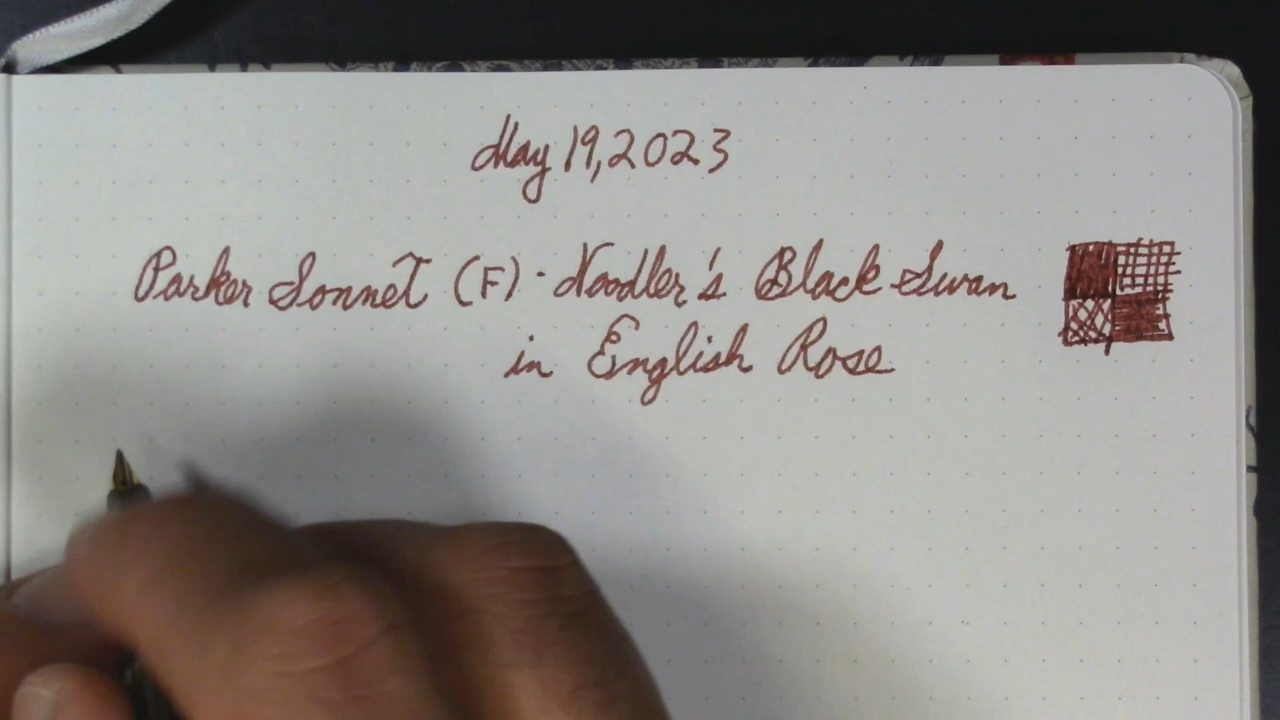 May 19, 2023
Parker Sonnet (F) · Noodler's Black Swan
in English Rose